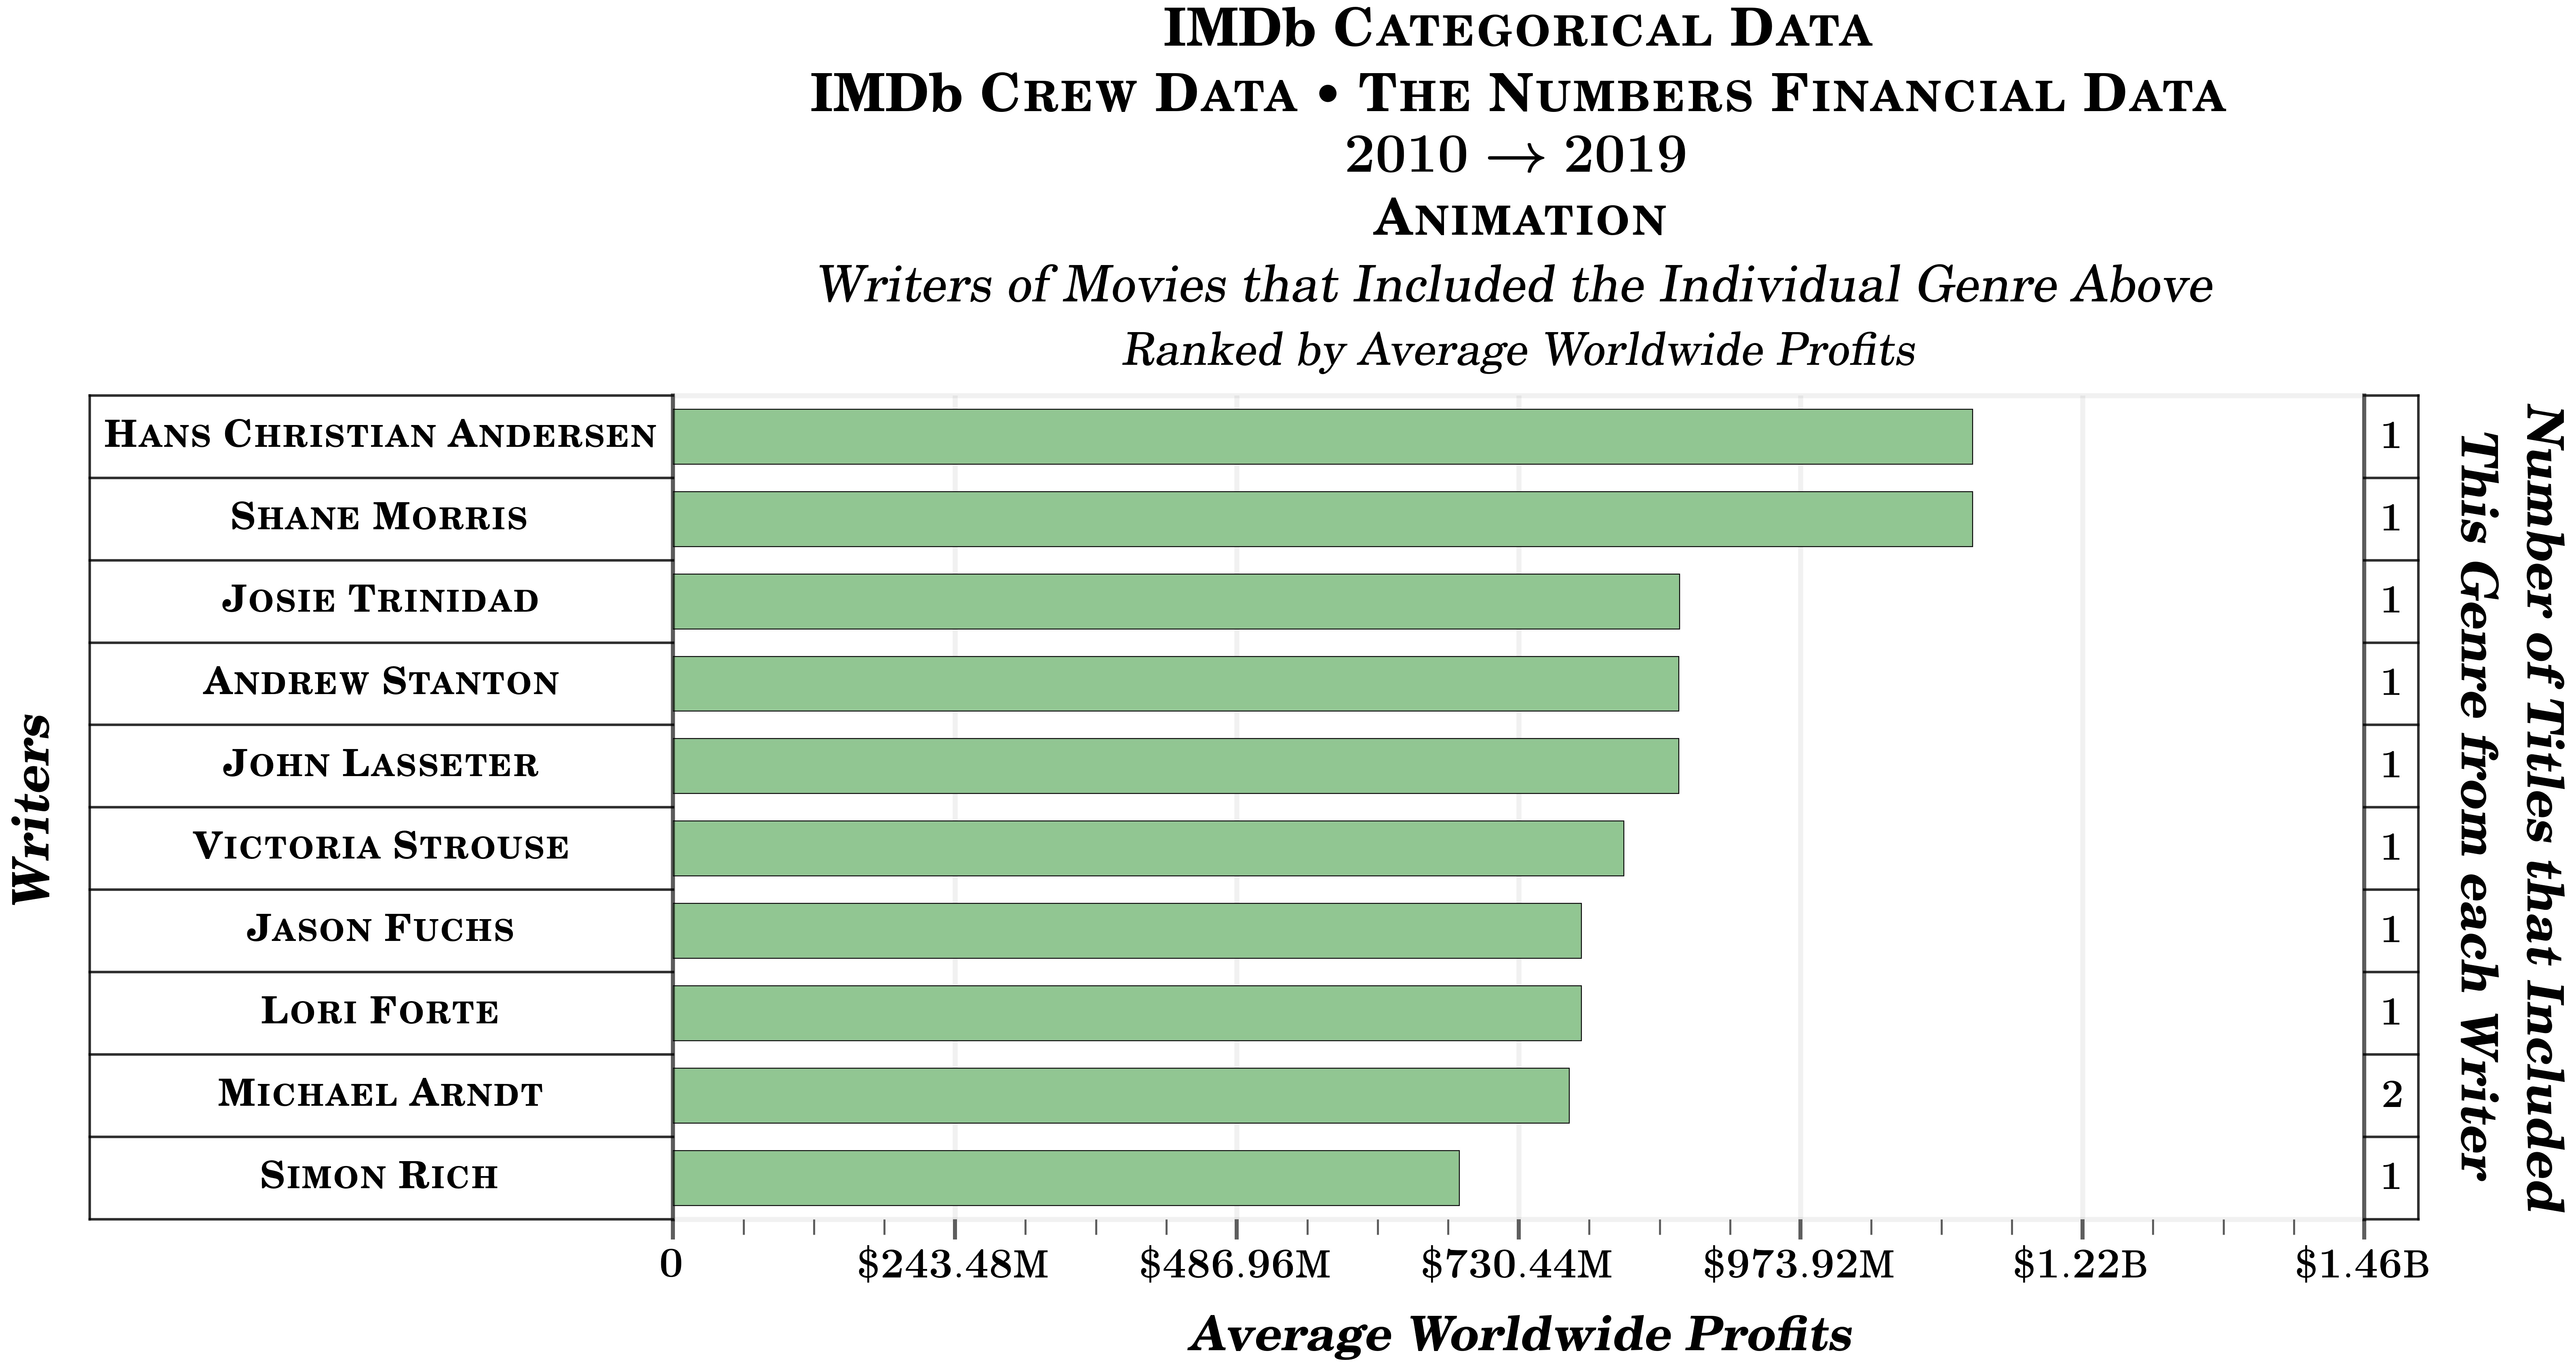 IMDb Categorical Data
IMDb Crew Data • The Numbers Financial Data
2010 → 2019
Animation
Writers of Movies that Included the Individual Genre Above
Ranked by Average Worldwide Profits
Writers
Hans Christian Andersen 1
Shane Morris 1
Josie Trinidad 1
Andrew Stanton 1
John Lasseter 1
Victoria Strouse 1
Jason Fuchs 1
Lori Forte 1
Michael Arndt 2
Simon Rich 1
Number of Titles that Included
This Genre from each Writer
0 $243.48M $486.96M $730.44M $973.92M $1.22B $1.46B
Average Worldwide Profits